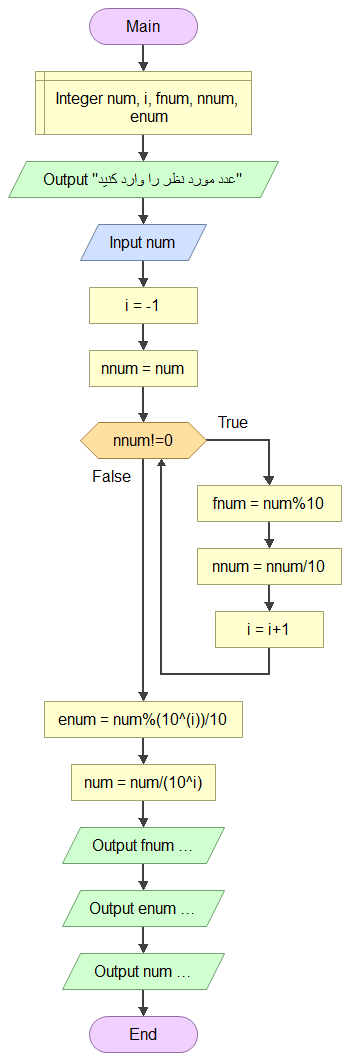 Main
Integer num, i, fnum, nnum,
enum
Output "عدد مورد نظر را وارد کنید"
Input num
i = -1
nnum = num
nnum!=0
True
False
fnum = num%10
nnum = nnum/10
i = i+1
enum = num%(10^(i))/10
num = num/(10^i)
Output fnum ...
Output enum ...
Output num ...
End